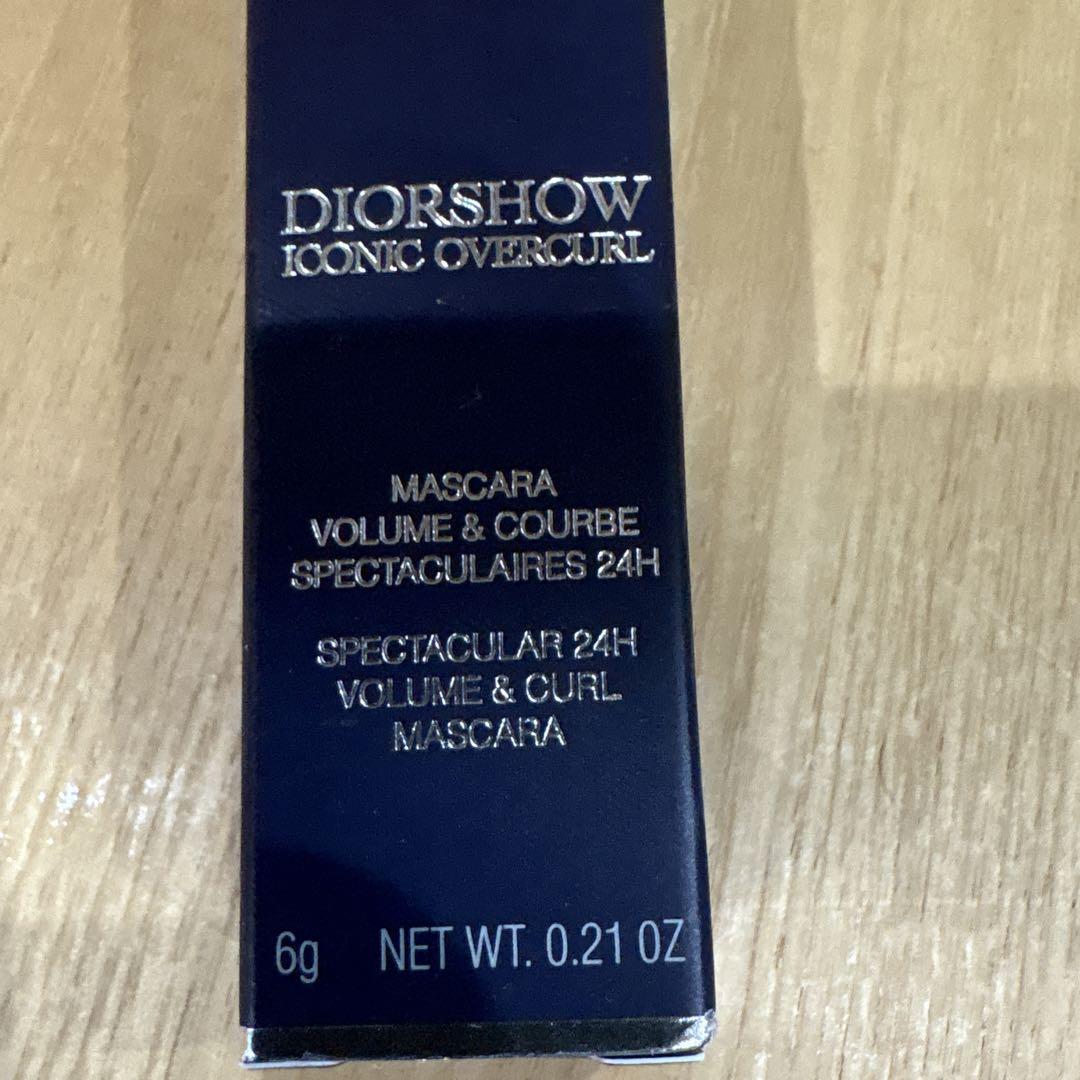 DIORSHOW
ICONIC OVERCURL
MASCARA
VOLUME & COURBE
SPECTACULAIRES 24H
SPECTACULAR 24H
VOLUME & CURL
MASCARA
6g NET WT. 0.21 OZ